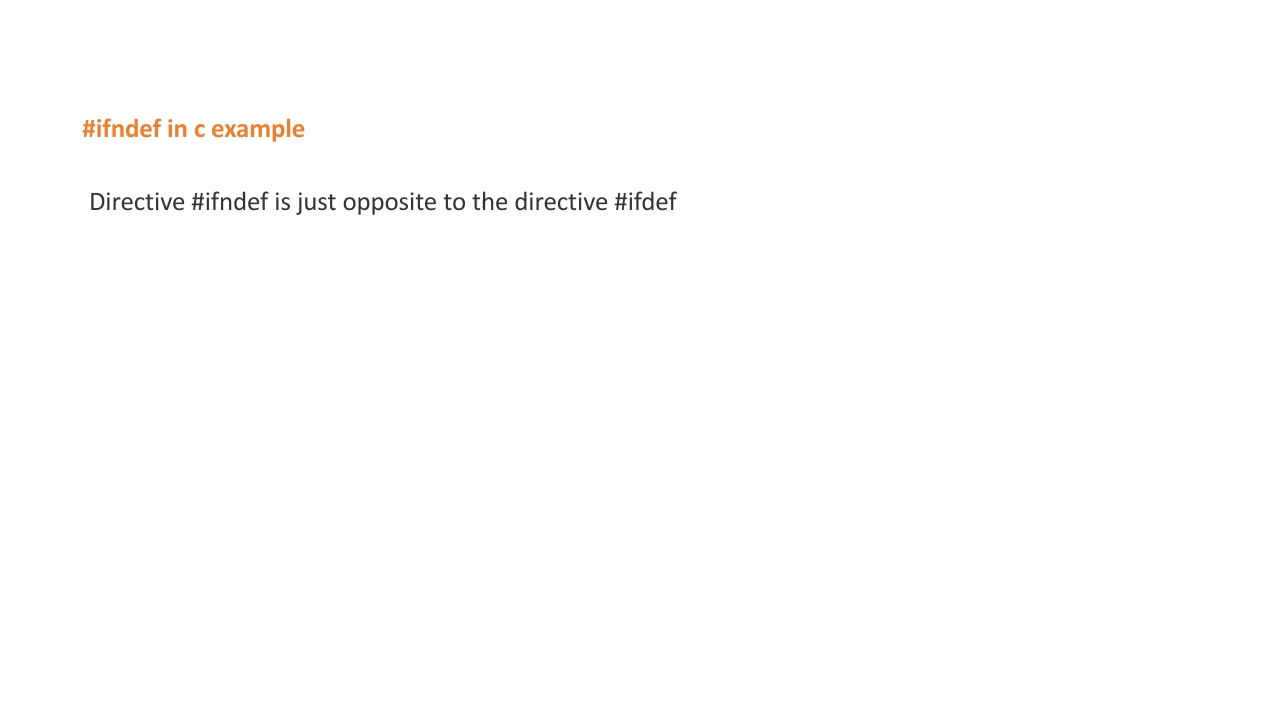 #ifndef in c example
Directive #ifndef is just opposite to the directive #ifdef